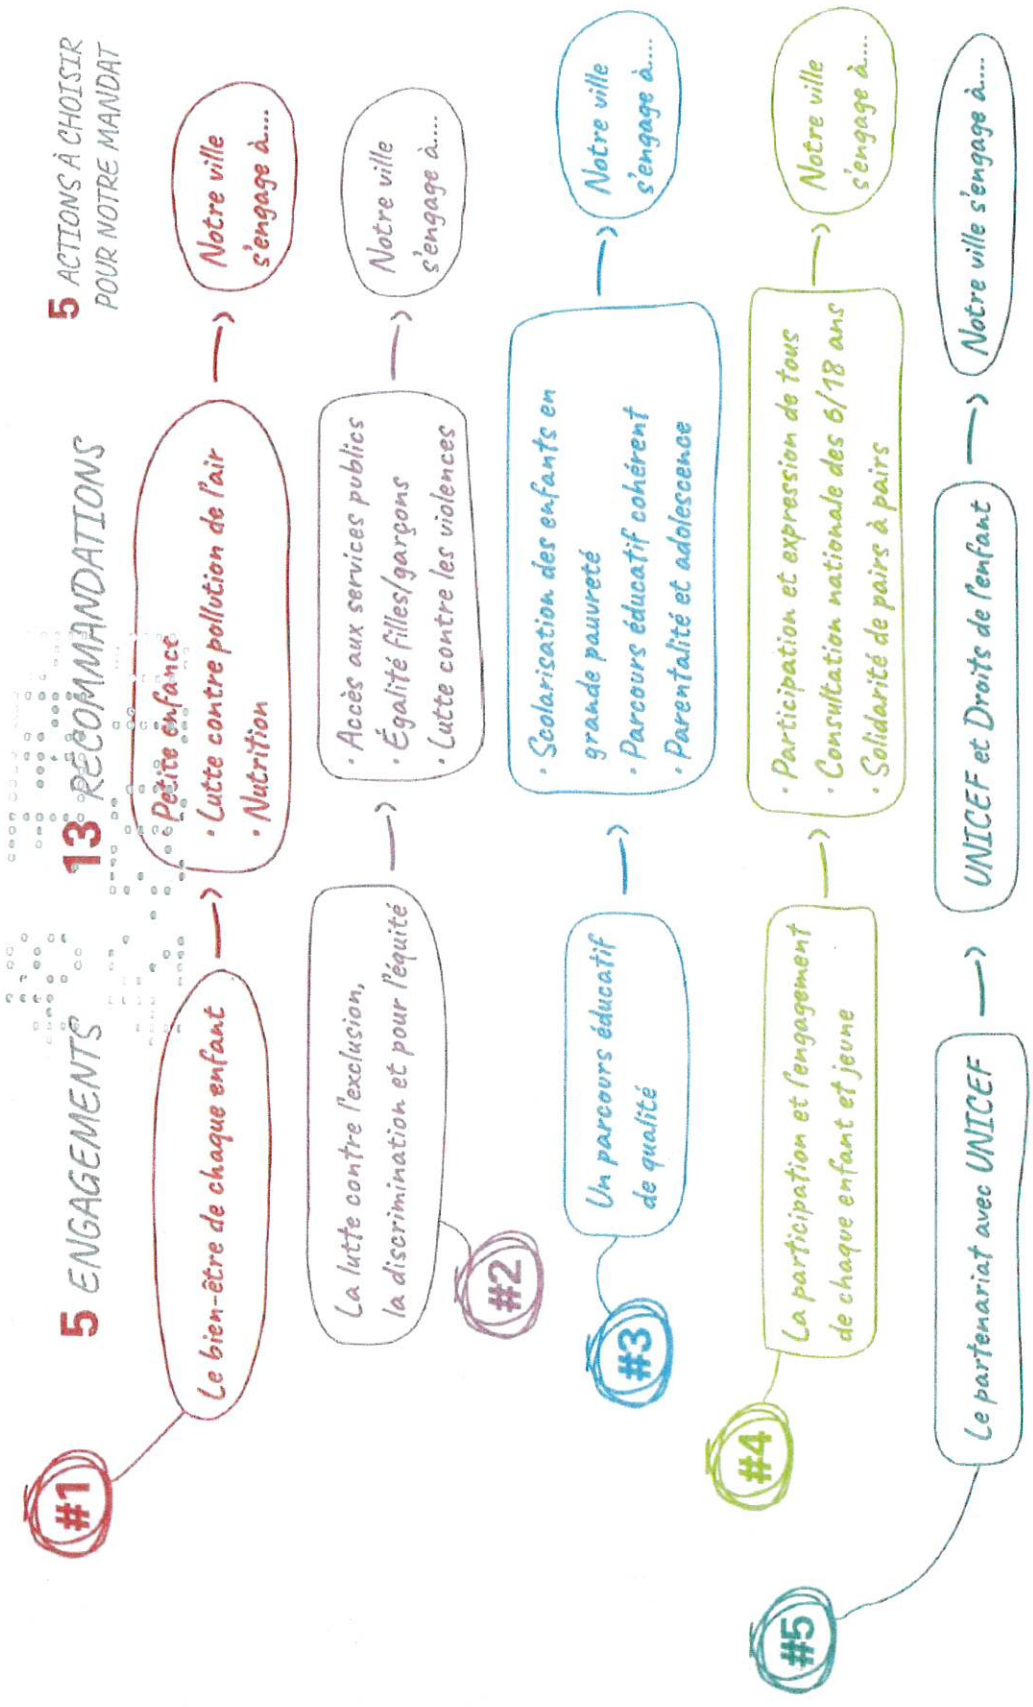 5 ENGAGEMENTS
13 RECOMMANDATIONS
5 ACTIONS À CHOISIR
POUR NOTRE MANDAT
#1
Le bien-être de chaque enfant
· Petite enfance
· Lutte contre pollution de l'air
· Nutrition
Notre ville
s'engage à....
#2
La lutte contre l'exclusion,
la discrimination et pour l'équité
· Accès aux services publics
· Égalité filles/garçons
· Lutte contre les violences
Notre ville
s'engage à....
#3
Un parcours éducatif
de qualité
· Scolarisation des enfants en
grande pauvreté
· Parcours éducatif cohérent
· Parentalité et adolescence
Notre ville
s'engage à....
#4
La participation et l'engagement
de chaque enfant et jeune
· Participation et expression de tous
· Consultation nationale des 6/18 ans
· Solidarité de pairs à pairs
Notre ville
s'engage à....
#5
Le partenariat avec UNICEF
UNICEF et Droits de l'enfant
Notre ville s'engage à....